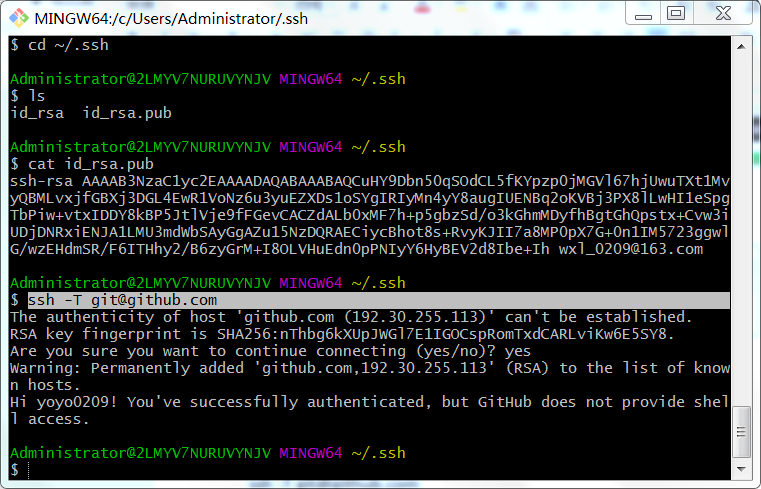 MINGW64:/c/Users/Administrator/.ssh
$ cd ~/.ssh
Administrator@2LMYV7NURUVYNJV MINGW64 ~/.ssh
$ ls
id_rsa  id_rsa.pub
Administrator@2LMYV7NURUVYNJV MINGW64 ~/.ssh
$ cat id_rsa.pub
ssh-rsa AAAAB3NzaC1yc2EAAAADAQABAAABAQCuHY9Dbn50qSOdCL5fKYpzp0jMGVl67hjUwuTXt1Mv
yQBMLvxjfGBXj3DGL4EwR1VoNz6u3yuEZXDs1oSYgIRIyMn4yY8augIUENBq2oKVBj3PX8lLwHI1eSpg
TbPiw+vtxIDDY8kBP5JtlVje9fFGevCACZdALbOxMF7h+p5gbzSd/o3kGhmMDyfhBgtGhQpstx+Cvw3i
UDjDNRxiENJA1LMU3mdWbSAyGgAZu15NzDQRAECiycBhot8s+RvyKJII7a8MP0pX7G+On1IM5723ggwl
G/wzEHdmSR/F6ITHhy2/B6zyGrM+I8OLVHuEdn0pPNIyY6HyBEV2d8Ibe+Ih wxl_0209@163.com
Administrator@2LMYV7NURUVYNJV MINGW64 ~/.ssh
$ ssh -T git@github.com
The authenticity of host 'github.com (192.30.255.113)' can't be established.
RSA key fingerprint is SHA256:nThbg6kXUpJWGl7E1IGOCspRomTxdCARLviKw6E5SY8.
Are you sure you want to continue connecting (yes/no)? yes
Warning: Permanently added 'github.com,192.30.255.113' (RSA) to the list of know
n hosts.
Hi yoyo0209! You've successfully authenticated, but GitHub does not provide shel
l access.
Administrator@2LMYV7NURUVYNJV MINGW64 ~/.ssh
$